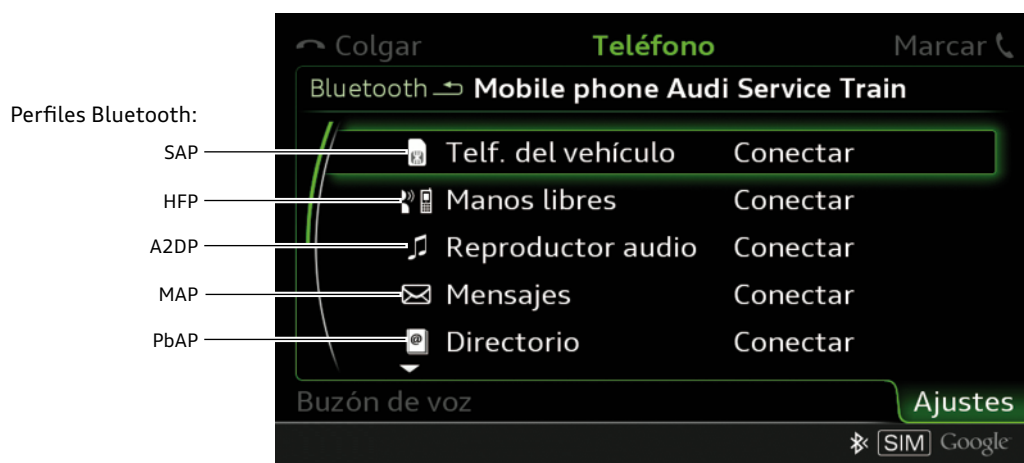 Colgar Teléfono Marcar
Bluetooth Mobile phone Audi Service Train
Perfiles Bluetooth:
SAP Telf. del vehículo Conectar
HFP Manos libres Conectar
A2DP Reproductor audio Conectar
MAP Mensajes Conectar
PbAP Directorio Conectar
Buzón de voz Ajustes
SIM Google